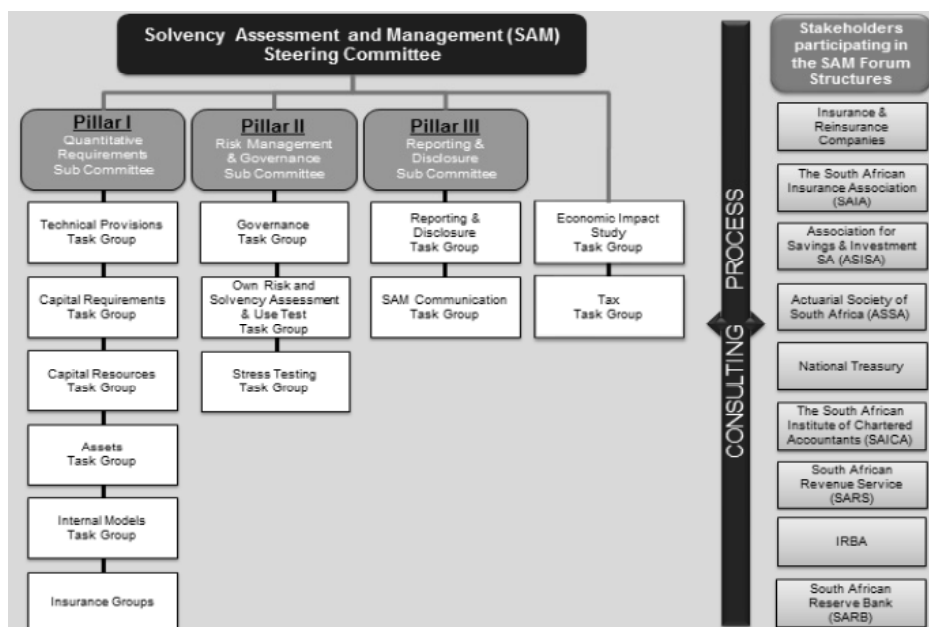 Solvency Assessment and Management (SAM)
Steering Committee
Pillar I
Quantitative
Requirements
Sub Committee
Technical Provisions
Task Group
Capital Requirements
Task Group
Capital Resources
Task Group
Assets
Task Group
Internal Models
Task Group
Insurance Groups
Pillar II
Risk Management
& Governance
Sub Committee
Governance
Task Group
Own Risk and
Solvency Assessment
& Use Test
Task Group
Stress Testing
Task Group
Pillar III
Reporting &
Disclosure
Sub Committee
Reporting &
Disclosure
Task Group
SAM Communication
Task Group
Economic Impact
Study
Task Group
Tax
Task Group
CONSULTING PROCESS
Stakeholders
participating in
the SAM Forum
Structures
Insurance &
Reinsurance
Companies
The South African
Insurance Association
(SAIA)
Association for
Savings & Investment
SA (ASISA)
Actuarial Society of
South Africa (ASSA)
National Treasury
The South African
Institute of Chartered
Accountants (SAICA)
South African
Revenue Service
(SARS)
IRBA
South African
Reserve Bank
(SARB)